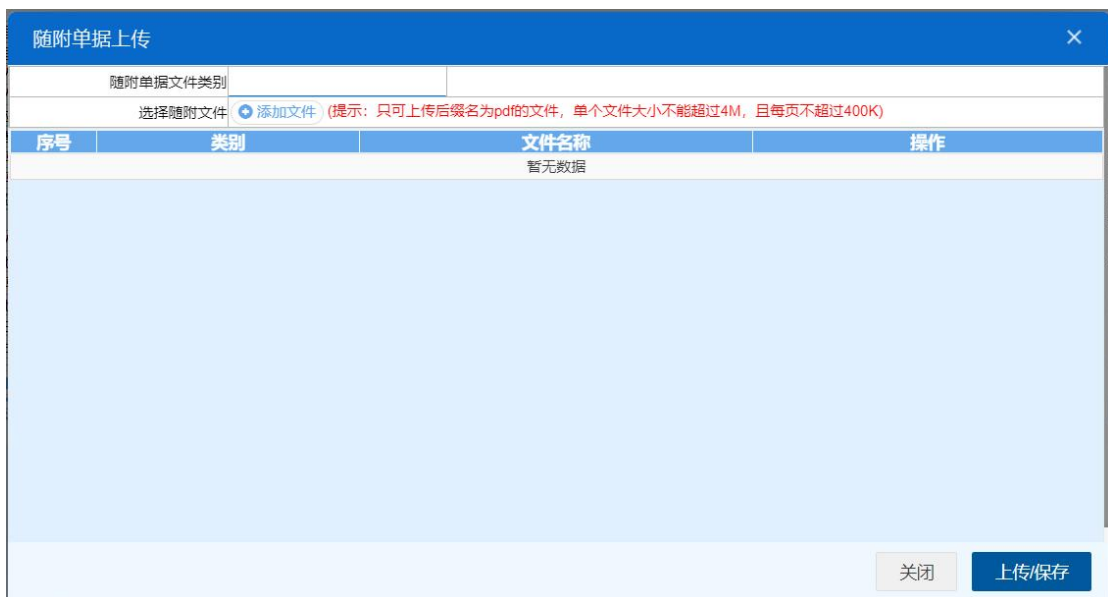 随附单据上传
随附单据文件类别
选择随附文件 添加文件 (提示：只可上传后缀名为pdf的文件，单个文件大小不能超过4M，且每页不超过400K)
序号 类别 文件名称 操作
暂无数据
关闭 上传/保存